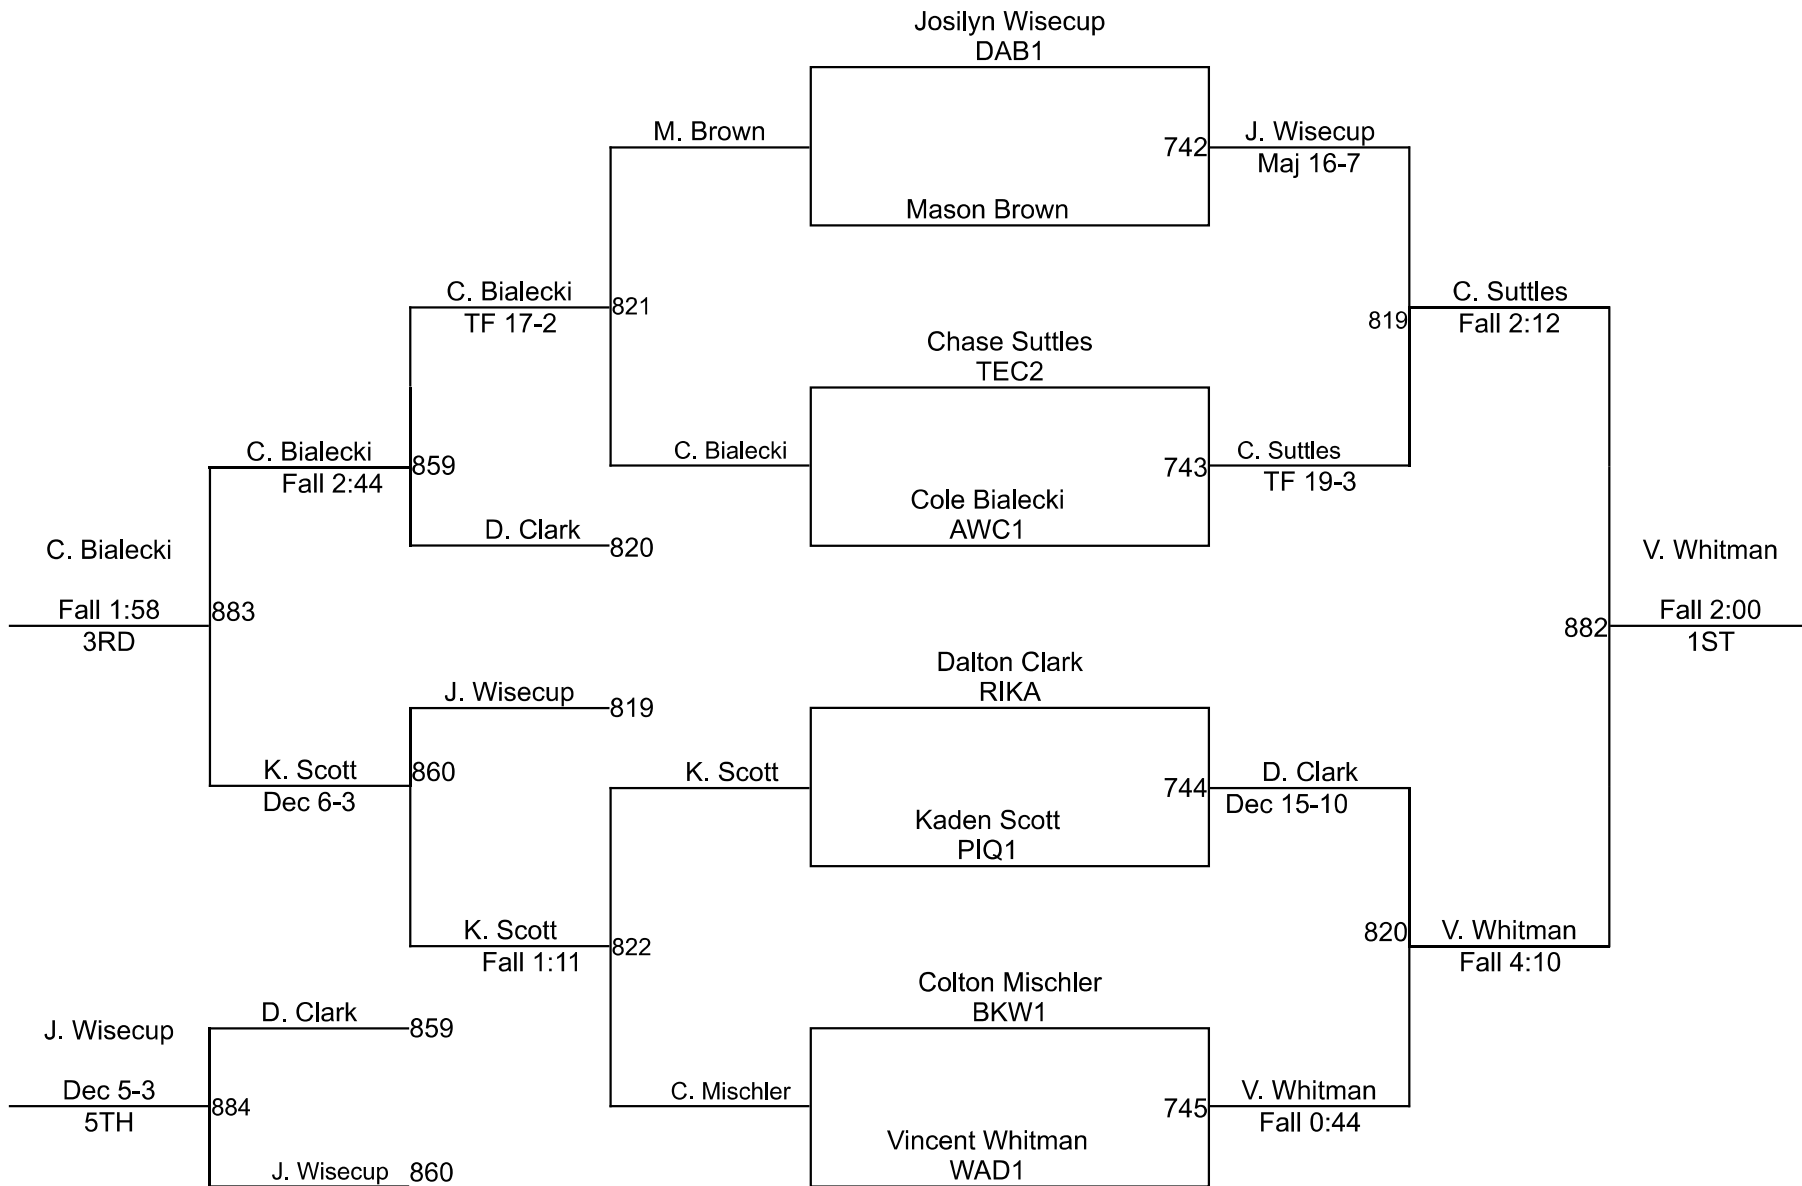 Josilyn Wisecup
DAB1
M. Brown
742
J. Wisecup
Maj 16-7
Mason Brown
C. Bialecki
TF 17-2
821
819
C. Suttles
Fall 2:12
Chase Suttles
TEC2
C. Bialecki
Fall 2:44
859
C. Bialecki
743
C. Suttles
TF 19-3
Cole Bialecki
AWC1
D. Clark
820
C. Bialecki
Fall 1:58
3RD
883
V. Whitman
Fall 2:00
1ST
882
Dalton Clark
RIKA
J. Wisecup
819
K. Scott
Dec 6-3
860
K. Scott
744
D. Clark
Dec 15-10
Kaden Scott
PIQ1
K. Scott
Fall 1:11
822
820
V. Whitman
Fall 4:10
Colton Mischler
BKW1
D. Clark
859
J. Wisecup
Dec 5-3
5TH
884
C. Mischler
745
V. Whitman
Fall 0:44
Vincent Whitman
WAD1
J. Wisecup
860